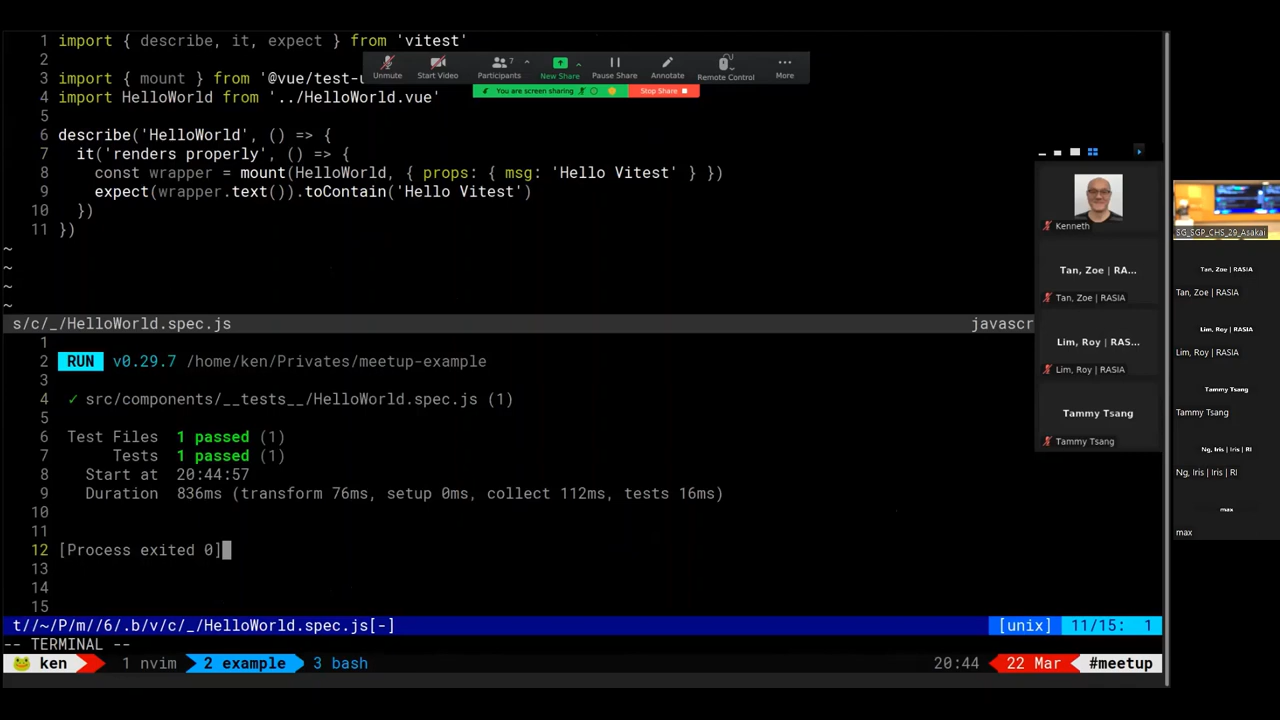 1 import { describe, it, expect } from 'vitest'
2
3 import { mount } from '@vue/test-u
4 import HelloWorld from '../HelloWorld.vue'
5
6 describe('HelloWorld', () => {
7 it('renders properly', () => {
8 const wrapper = mount(HelloWorld, { props: { msg: 'Hello Vitest' } })
9 expect(wrapper.text()).toContain('Hello Vitest')
10 })
11 })
~
~
~
~
s/c/_/HelloWorld.spec.js javascr
1
2 RUN v0.29.7 /home/ken/Privates/meetup-example
3
4 ✓ src/components/__tests__/HelloWorld.spec.js (1)
5
6 Test Files 1 passed (1)
7 Tests 1 passed (1)
8 Start at 20:44:57
9 Duration 836ms (transform 76ms, setup 0ms, collect 112ms, tests 16ms)
10
11
12 [Process exited 0]
13
14
15
t//~/P/m//6/.b/v/c/_/HelloWorld.spec.js[-] [unix] 11/15: 1
-- TERMINAL --
ken 1 nvim 2 example 3 bash 20:44 22 Mar #meetup
Unmute Start Video Participants 7 New Share Pause Share Annotate Remote Control More
You are screen sharing Stop Share
Kenneth
Tan, Zoe | RA...
Tan, Zoe | RASIA
Lim, Roy | RAS...
Lim, Roy | RASIA
Tammy Tsang
Tammy Tsang
SG_SGP_CHS_29_Asakai
Tan, Zoe | RASIA
Tan, Zoe | RASIA
Lim, Roy | RASIA
Lim, Roy | RASIA
Tammy Tsang
Tammy Tsang
Ng, Iris | Iris | RI
Ng, Iris | Iris | RI
max
max